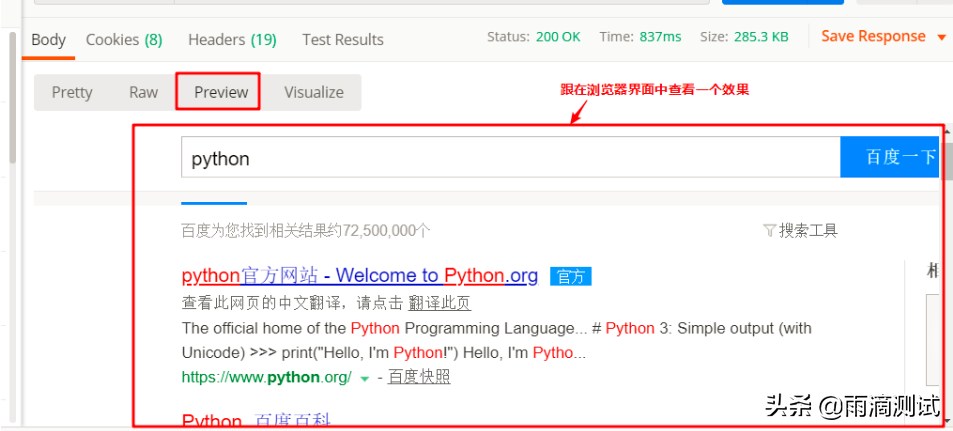 Body Cookies (8) Headers (19) Test Results Status: 200 OK Time: 837ms Size: 285.3 KB Save Response
Pretty Raw Preview Visualize
跟在浏览器界面中查看一个效果
python 百度一下
百度为您找到相关结果约72,500,000个 搜索工具
python官方网站 - Welcome to Python.org 官方
查看此网页的中文翻译，请点击 翻译此页
The official home of the Python Programming Language... # Python 3: Simple output (with
Unicode) >>> print("Hello, I'm Python!") Hello, I'm Pytho...
https://www.python.org/ - 百度快照
Python_百度百科
头条 @雨滴测试